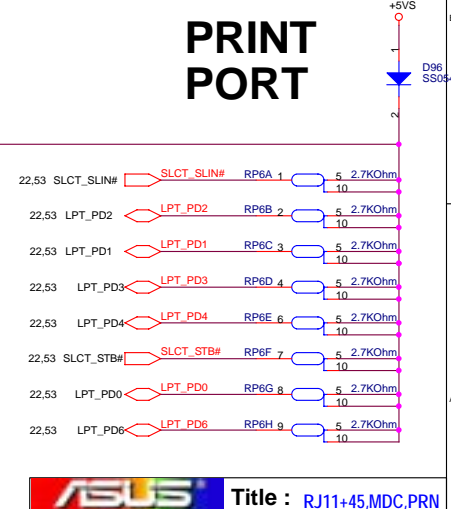 +5VS
PRINT
PORT
1
D96
2
22,53 SLCT_SLIN# SLCT_SLIN# RP6A 1 5 2.7KOhm
10
22,53 LPT_PD2 LPT_PD2 RP6B 2 5 2.7KOhm
10
22,53 LPT_PD1 LPT_PD1 RP6C 3 5 2.7KOhm
10
22,53 LPT_PD3 LPT_PD3 RP6D 4 5 2.7KOhm
10
22,53 LPT_PD4 LPT_PD4 RP6E 6 5 2.7KOhm
10
22,53 SLCT_STB# SLCT_STB# RP6F 7 5 2.7KOhm
10
22,53 LPT_PD0 LPT_PD0 RP6G 8 5 2.7KOhm
10
22,53 LPT_PD6 LPT_PD6 RP6H 9 5 2.7KOhm
10
ASUS Title : RJ11+45,MDC,PRN